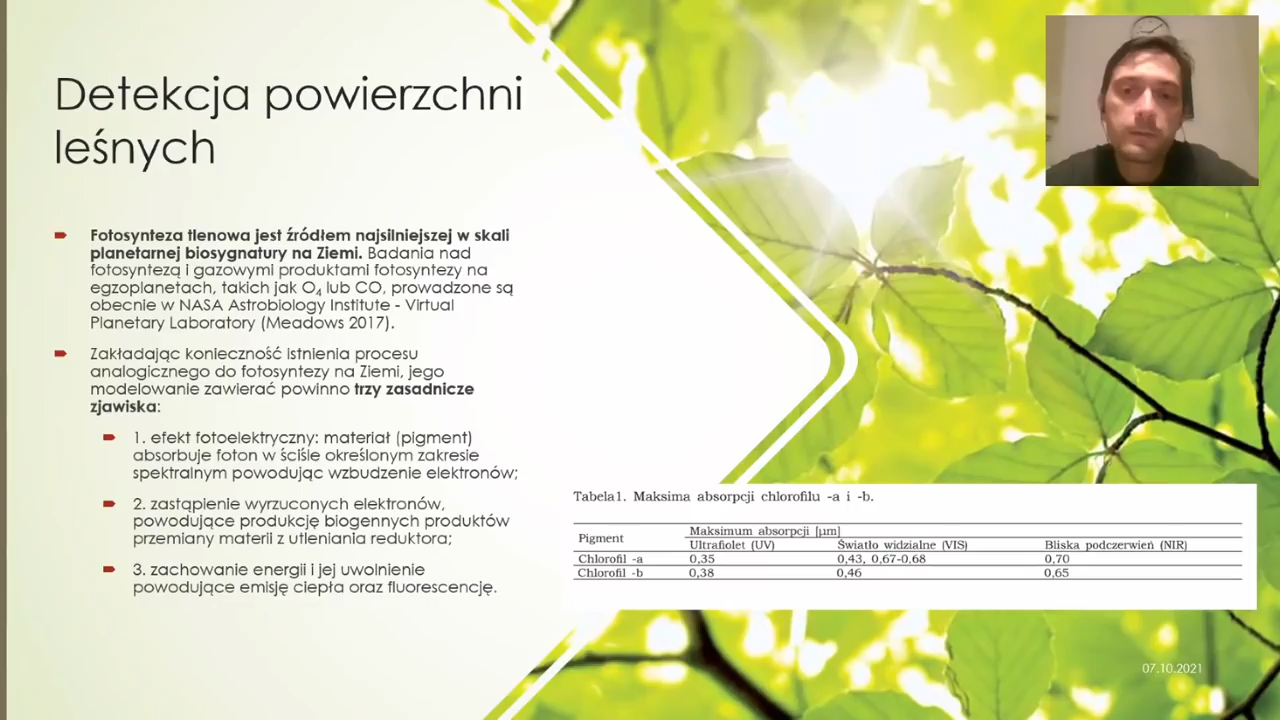 Detekcja powierzchni
leśnych
Fotosynteza tlenowa jest źródłem najsilniejszej w skali
planetarnej biosygnatury na Ziemi. Badania nad
fotosyntezą i gazowymi produktami fotosyntezy na
egzoplanetach, takich jak O₄ lub CO, prowadzone są
obecnie w NASA Astrobiology Institute - Virtual
Planetary Laboratory (Meadows 2017).
Zakładając konieczność istnienia procesu
analogicznego do fotosyntezy na Ziemi, jego
modelowanie zawierać powinno trzy zasadnicze
zjawiska:
1. efekt fotoelektryczny: materiał (pigment)
absorbuje foton w ściśle określonym zakresie
spektralnym powodując wzbudzenie elektronów;
2. zastąpienie wyrzuconych elektronów,
powodujące produkcję biogennych produktów
przemiany materii z utleniania reduktora;
3. zachowanie energii i jej uwolnienie
powodujące emisję ciepła oraz fluorescencję.
Tabela1. Maksima absorpcji chlorofilu -a i -b.
Pigment Maksimum absorpcji [µm]
Ultrafiolet (UV) Światło widzialne (VIS) Bliska podczerwień (NIR)
Chlorofil -a 0,35 0,43, 0,67-0,68 0,70
Chlorofil -b 0,38 0,46 0,65
07.10.2021